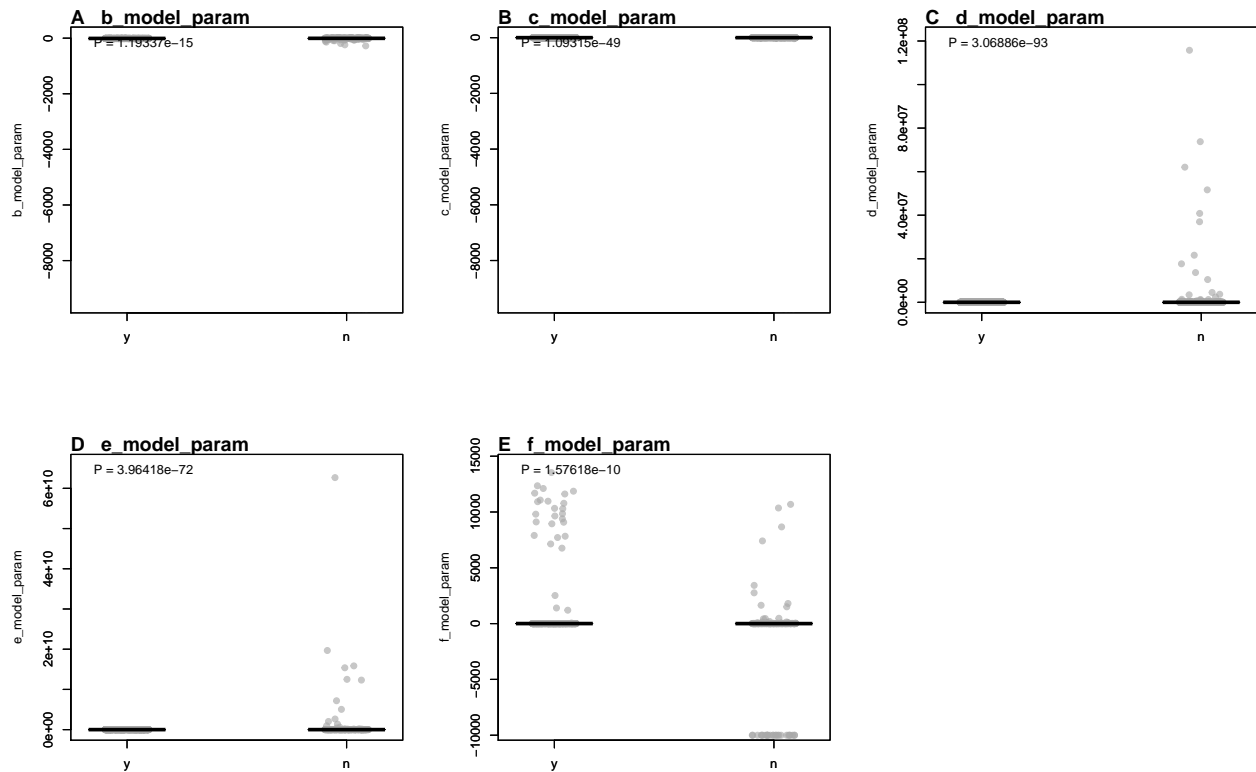 A b_model_param
P = 1.19337e−15
b_model_param
0
−2000
−4000
−6000
−8000
y n
B c_model_param
P = 1.09315e−49
c_model_param
0
−2000
−4000
−6000
−8000
y n
C d_model_param
P = 3.06886e−93
d_model_param
1.2e+08
8.0e+07
4.0e+07
0.0e+00
y n
D e_model_param
P = 3.96418e−72
e_model_param
6e+10
4e+10
2e+10
0e+00
y n
E f_model_param
P = 1.57618e−10
f_model_param
15000
10000
5000
0
−5000
−10000
y n